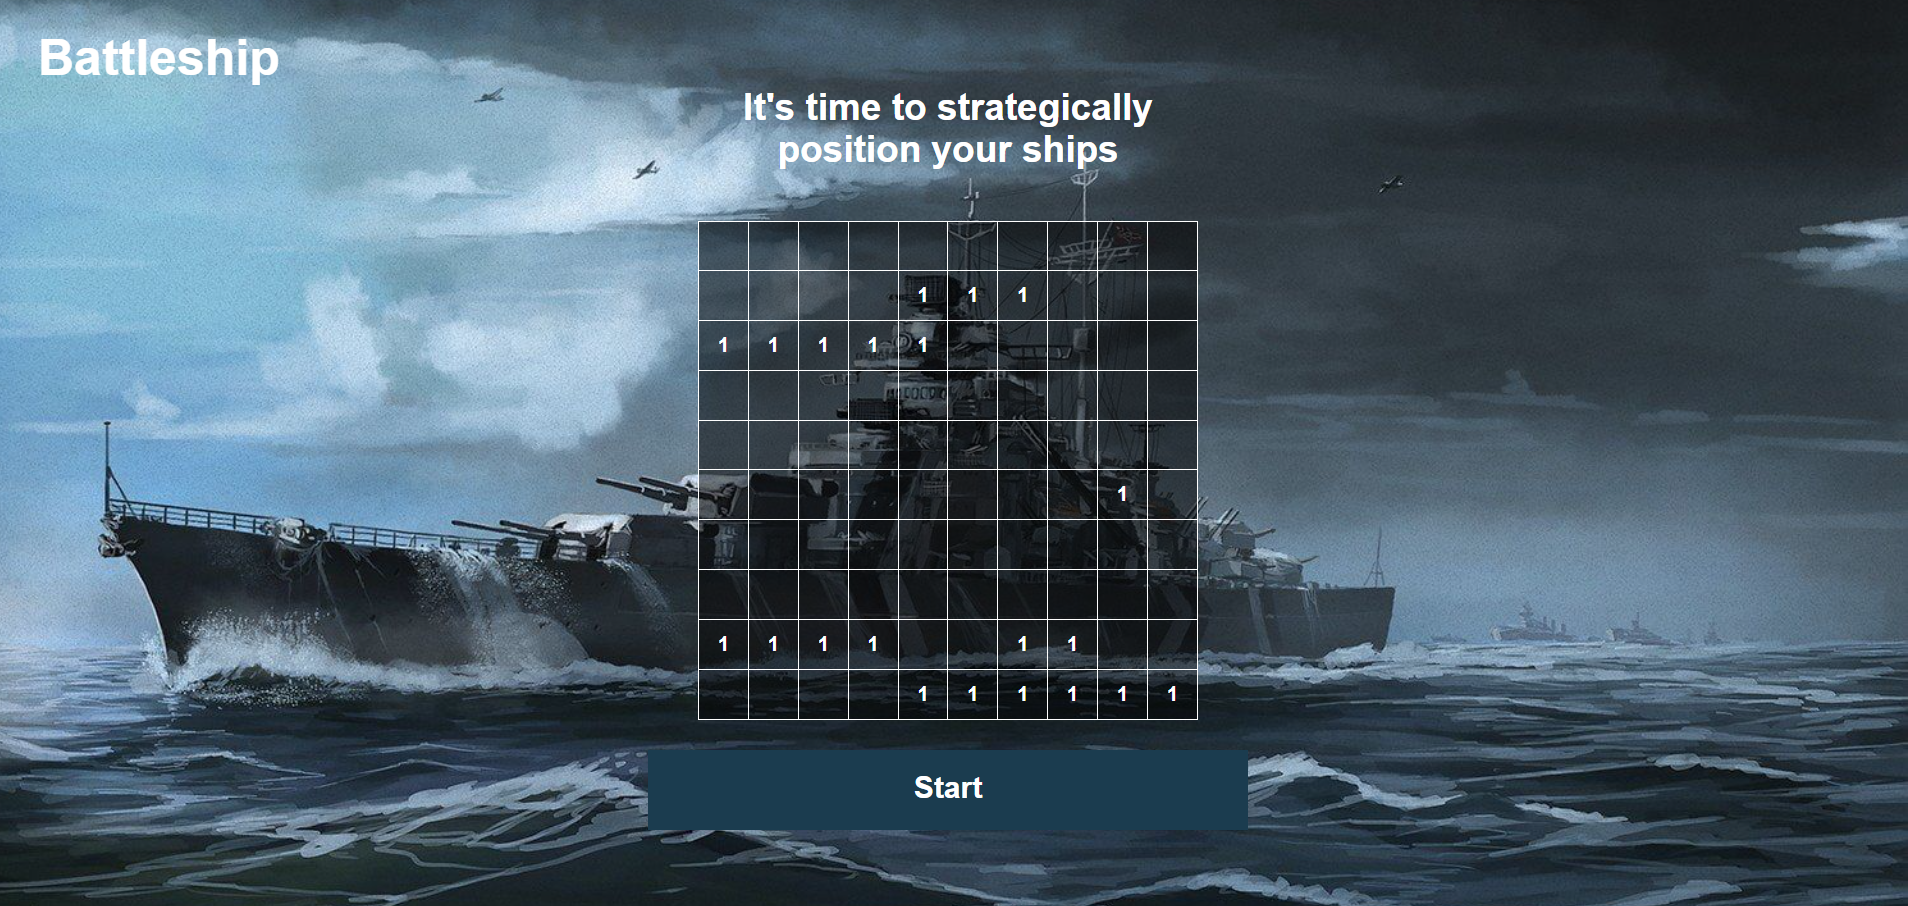 Battleship
It's time to strategically
position your ships
1 1 1
1 1 1 1 1
1
1 1 1 1 1 1
1 1 1 1 1 1
Start